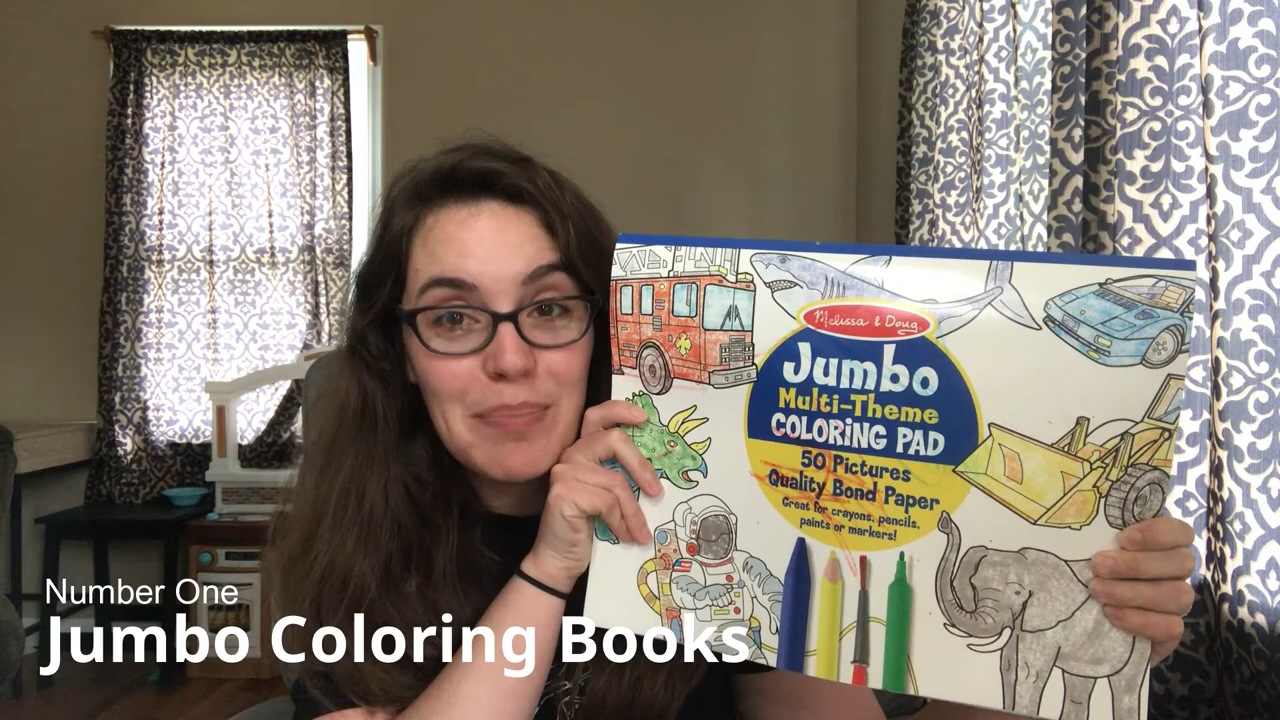 Melissa & Doug
Jumbo
Multi-Theme
COLORING PAD
50 Pictures
Quality Bond Paper
Great for crayons, pencils,
paints or markers!
Number One
Jumbo Coloring Books